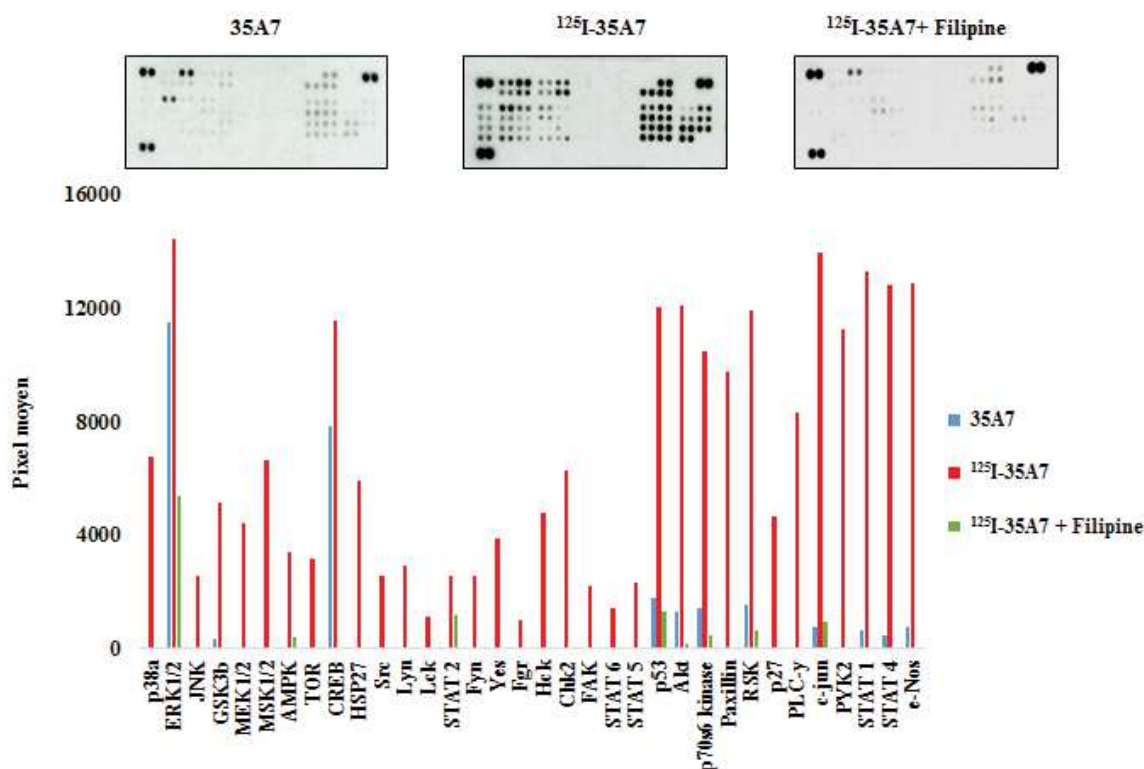 35A7
¹²⁵I-35A7
¹²⁵I-35A7+ Filipine
16000
12000
8000
4000
0
Pixel moyen
35A7
¹²⁵I-35A7
¹²⁵I-35A7 + Filipine
p38a
ERK1/2
JNK
GSK3b
MEK1/2
MSK1/2
AMPK
TOR
CREB
HSP27
Src
Lyn
Lck
STAT 2
Fyn
Yes
Fgr
Hck
Chk2
FAK
STAT 6
STAT 5
p53
Akt
p70s6 kinase
Paxillin
RSK
p27
PLC-y
c-jun
PYK2
STAT 1
STAT 4
e-Nos